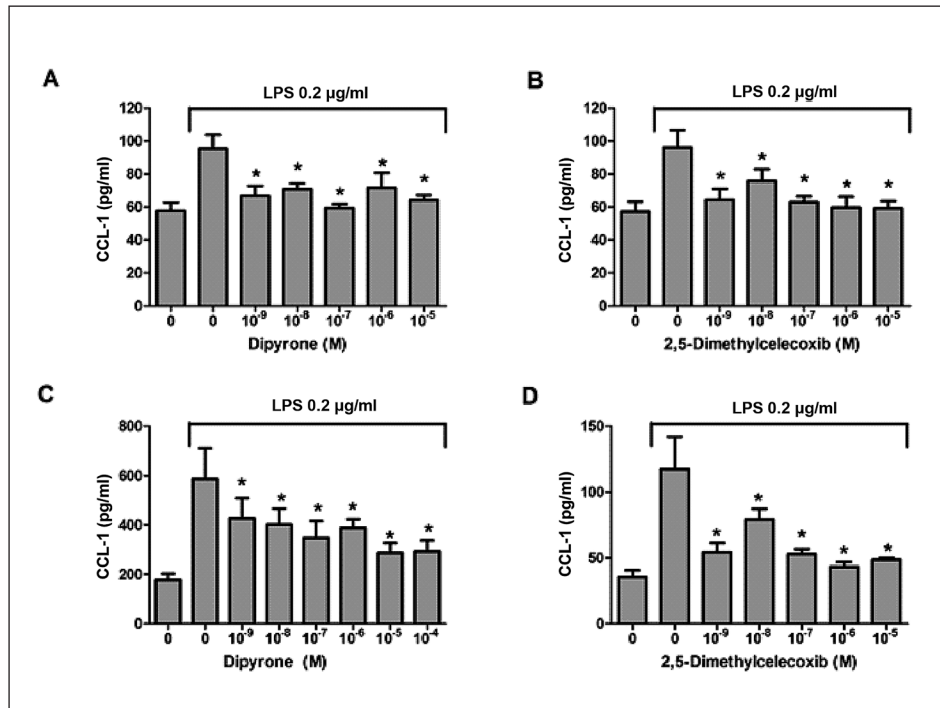 A
LPS 0.2 µg/ml
CCL-1 (pg/ml)
120
100
80
60
40
20
0
* * * * *
0 0 10⁻⁹ 10⁻⁸ 10⁻⁷ 10⁻⁶ 10⁻⁵
Dipyrone (M)
B
LPS 0.2 µg/ml
CCL-1 (pg/ml)
120
100
80
60
40
20
0
* * * * *
0 0 10⁻⁹ 10⁻⁸ 10⁻⁷ 10⁻⁶ 10⁻⁵
2,5-Dimethylcelecoxib (M)
C
LPS 0.2 µg/ml
CCL-1 (pg/ml)
800
600
400
200
0
* * * * * *
0 0 10⁻⁹ 10⁻⁸ 10⁻⁷ 10⁻⁶ 10⁻⁵ 10⁻⁴
Dipyrone (M)
D
LPS 0.2 µg/ml
CCL-1 (pg/ml)
150
100
50
0
* * * * *
0 0 10⁻⁹ 10⁻⁸ 10⁻⁷ 10⁻⁶ 10⁻⁵
2,5-Dimethylcelecoxib (M)